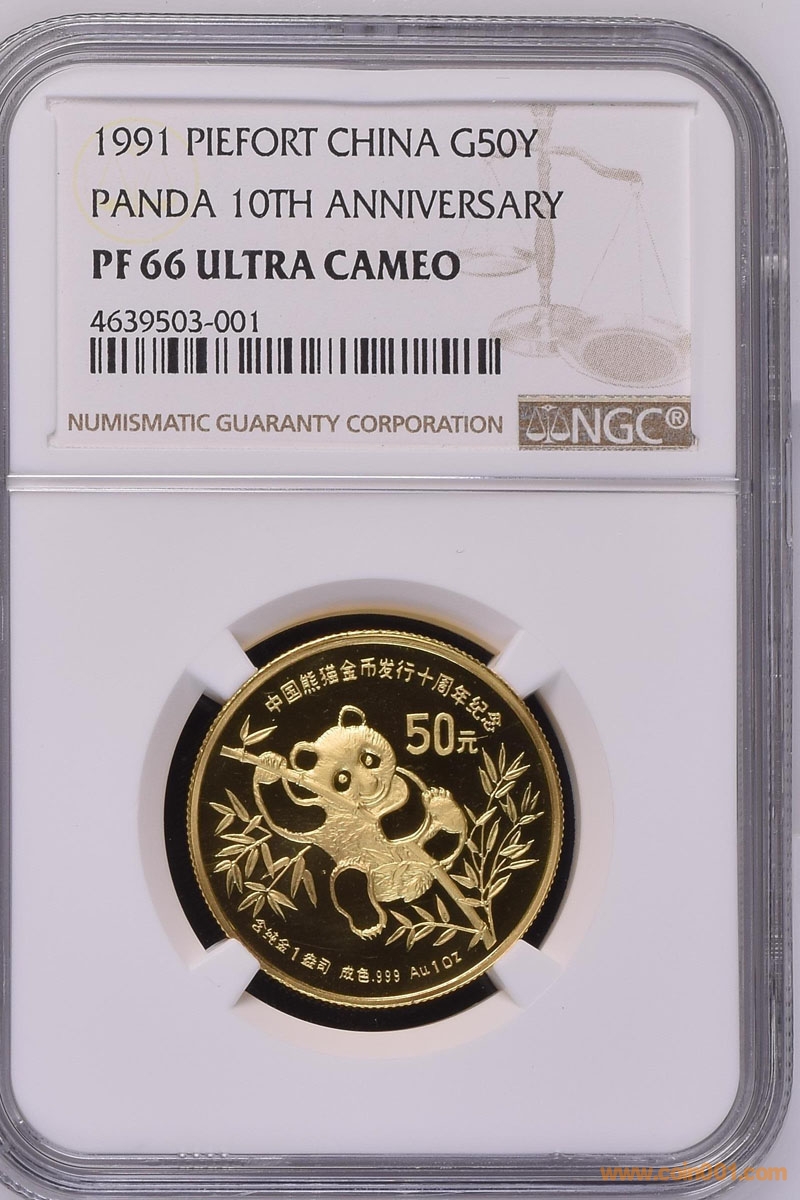 1991 PIEFORT CHINA G50Y
PANDA 10TH ANNIVERSARY
PF 66 ULTRA CAMEO
4639503-001
NUMISMATIC GUARANTY CORPORATION
NGC®
中国熊猫金币发行十周年纪念
50元
含纯金1盎司 成色.999 Au1oz
www.coin001.com